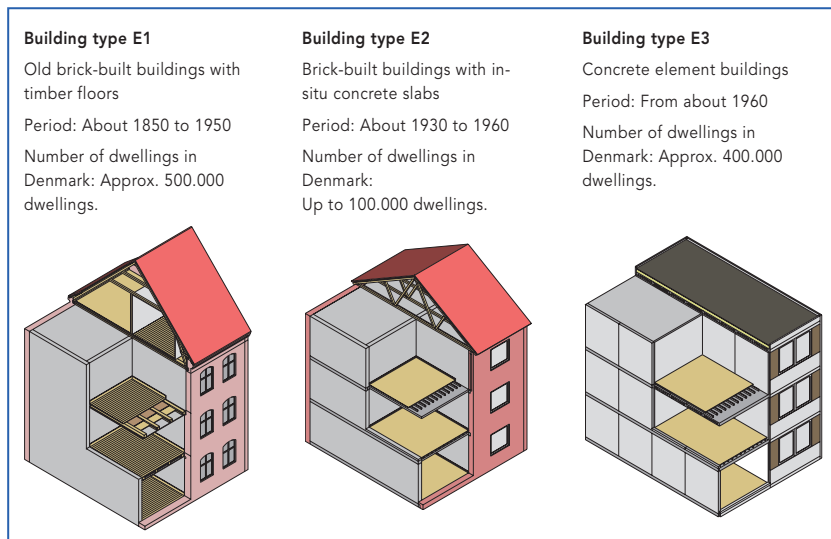 Building type E1
Old brick-built buildings with
timber floors
Period: About 1850 to 1950
Number of dwellings in
Denmark: Approx. 500.000
dwellings.
Building type E2
Brick-built buildings with in-
situ concrete slabs
Period: About 1930 to 1960
Number of dwellings in
Denmark:
Up to 100.000 dwellings.
Building type E3
Concrete element buildings
Period: From about 1960
Number of dwellings in
Denmark: Approx. 400.000
dwellings.